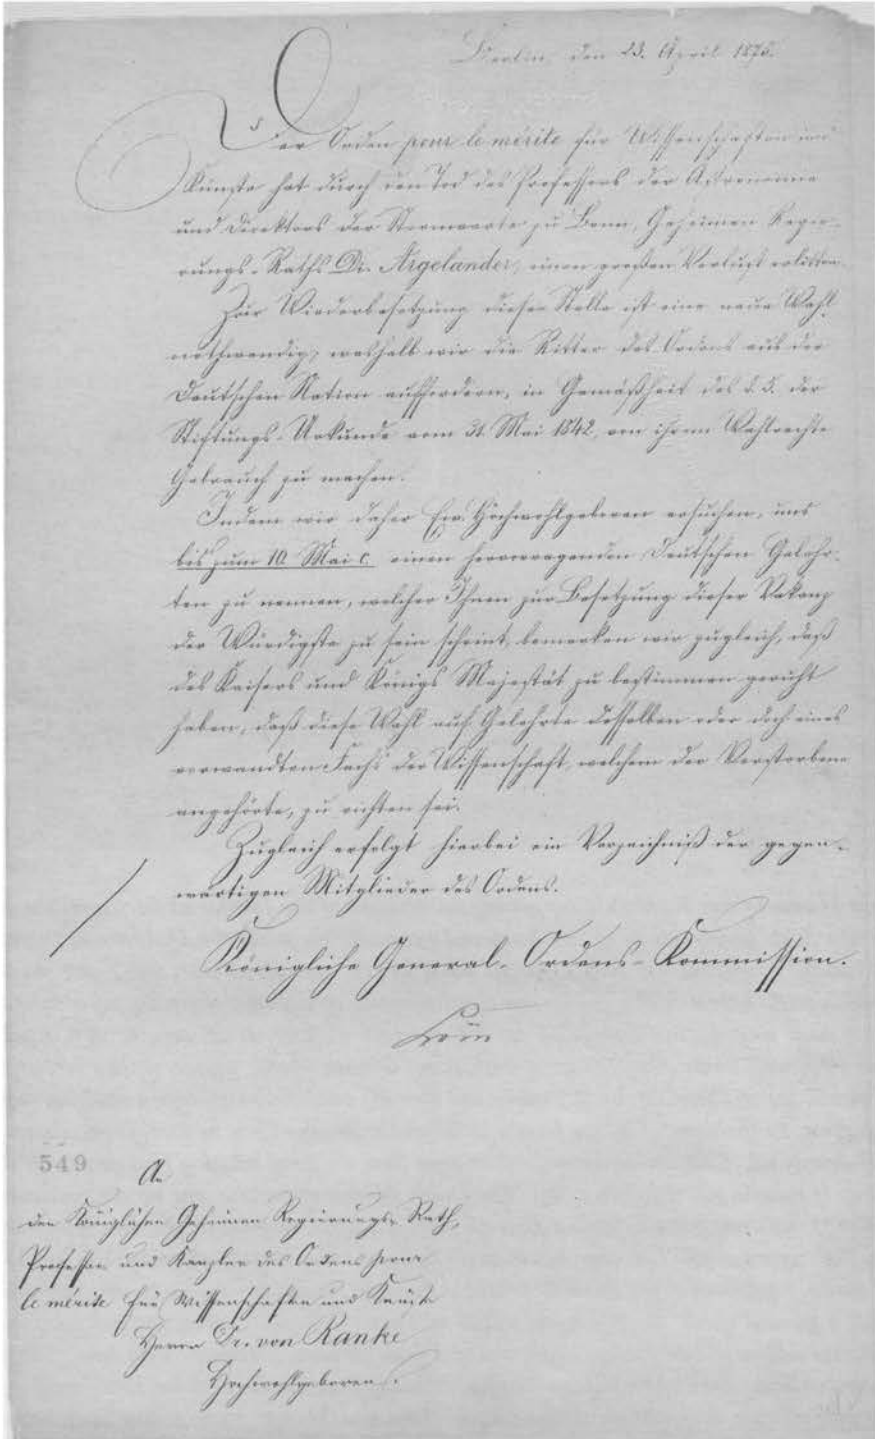 Berlin, den 23. April 1875.
Der Orden pour le mérite für Wissenschaften und
Künste hat durch den Tod des Professors der Astronomie
und Direktors der Sternwarte zu Bonn, Geheimen Regie-
rungs-Raths Dr. Argelander, einen großen Verlust erlitten.
Zur Wiederbesetzung dieser Stelle ist eine neue Wahl
nothwendig, weshalb wir die Ritter des Ordens aus der
Deutschen Nation auffordern, in Gemäßheit des §. 5. der
Stiftungs-Urkunde vom 31. Mai 1842, von ihrem Wahlrechte
Gebrauch zu machen.
Indem wir daher Ew. Hochwohlgeboren ersuchen, uns
bis zum 10 Mai c. einen hervorragenden Deutschen Gelehr-
ten zu nennen, welcher Ihnen zur Besetzung dieser Vakanz
der Würdigste zu sein scheint, bemerken wir zugleich, daß
des Kaisers und Königs Majestät zu bestimmen geruht
haben, daß diese Wahl auf Gelehrte desselben oder doch eines
verwandten Fachs der Wissenschaft, welchem der Verstorbene
angehörte, zu richten sei.
Zugleich erfolgt hierbei ein Verzeichniß der gegen-
wärtigen Mitglieder des Ordens.
Königliche General-Ordens-Kommission.
549
An
den Königlichen Geheimen Regierungs-Rath,
Professor und Kanzler des Ordens pour
le mérite für Wissenschaften und Künste
Herrn Dr. von Ranke
Hochwohlgeboren.